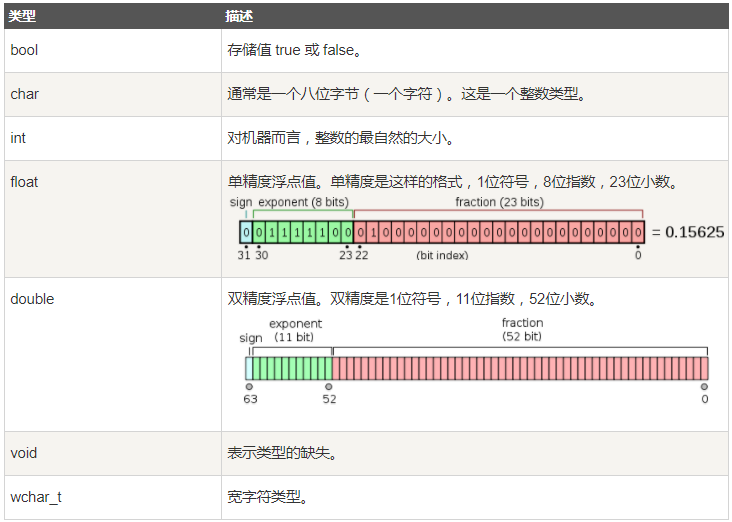 类型 描述
bool 存储值 true 或 false。
char 通常是一个八位字节（一个字符）。这是一个整数类型。
int 对机器而言，整数的最自然的大小。
float 单精度浮点值。单精度是这样的格式，1位符号，8位指数，23位小数。
sign exponent (8 bits) fraction (23 bits)
0 0 1 1 1 1 1 0 0 0 1 0 0 0 0 0 0 0 0 0 0 0 0 0 0 0 0 0 0 0 0 0 = 0.15625
31 30 23 22 (bit index) 0
double 双精度浮点值。双精度是1位符号，11位指数，52位小数。
exponent fraction
sign (11 bit) (52 bit)
63 52 0
void 表示类型的缺失。
wchar_t 宽字符类型。